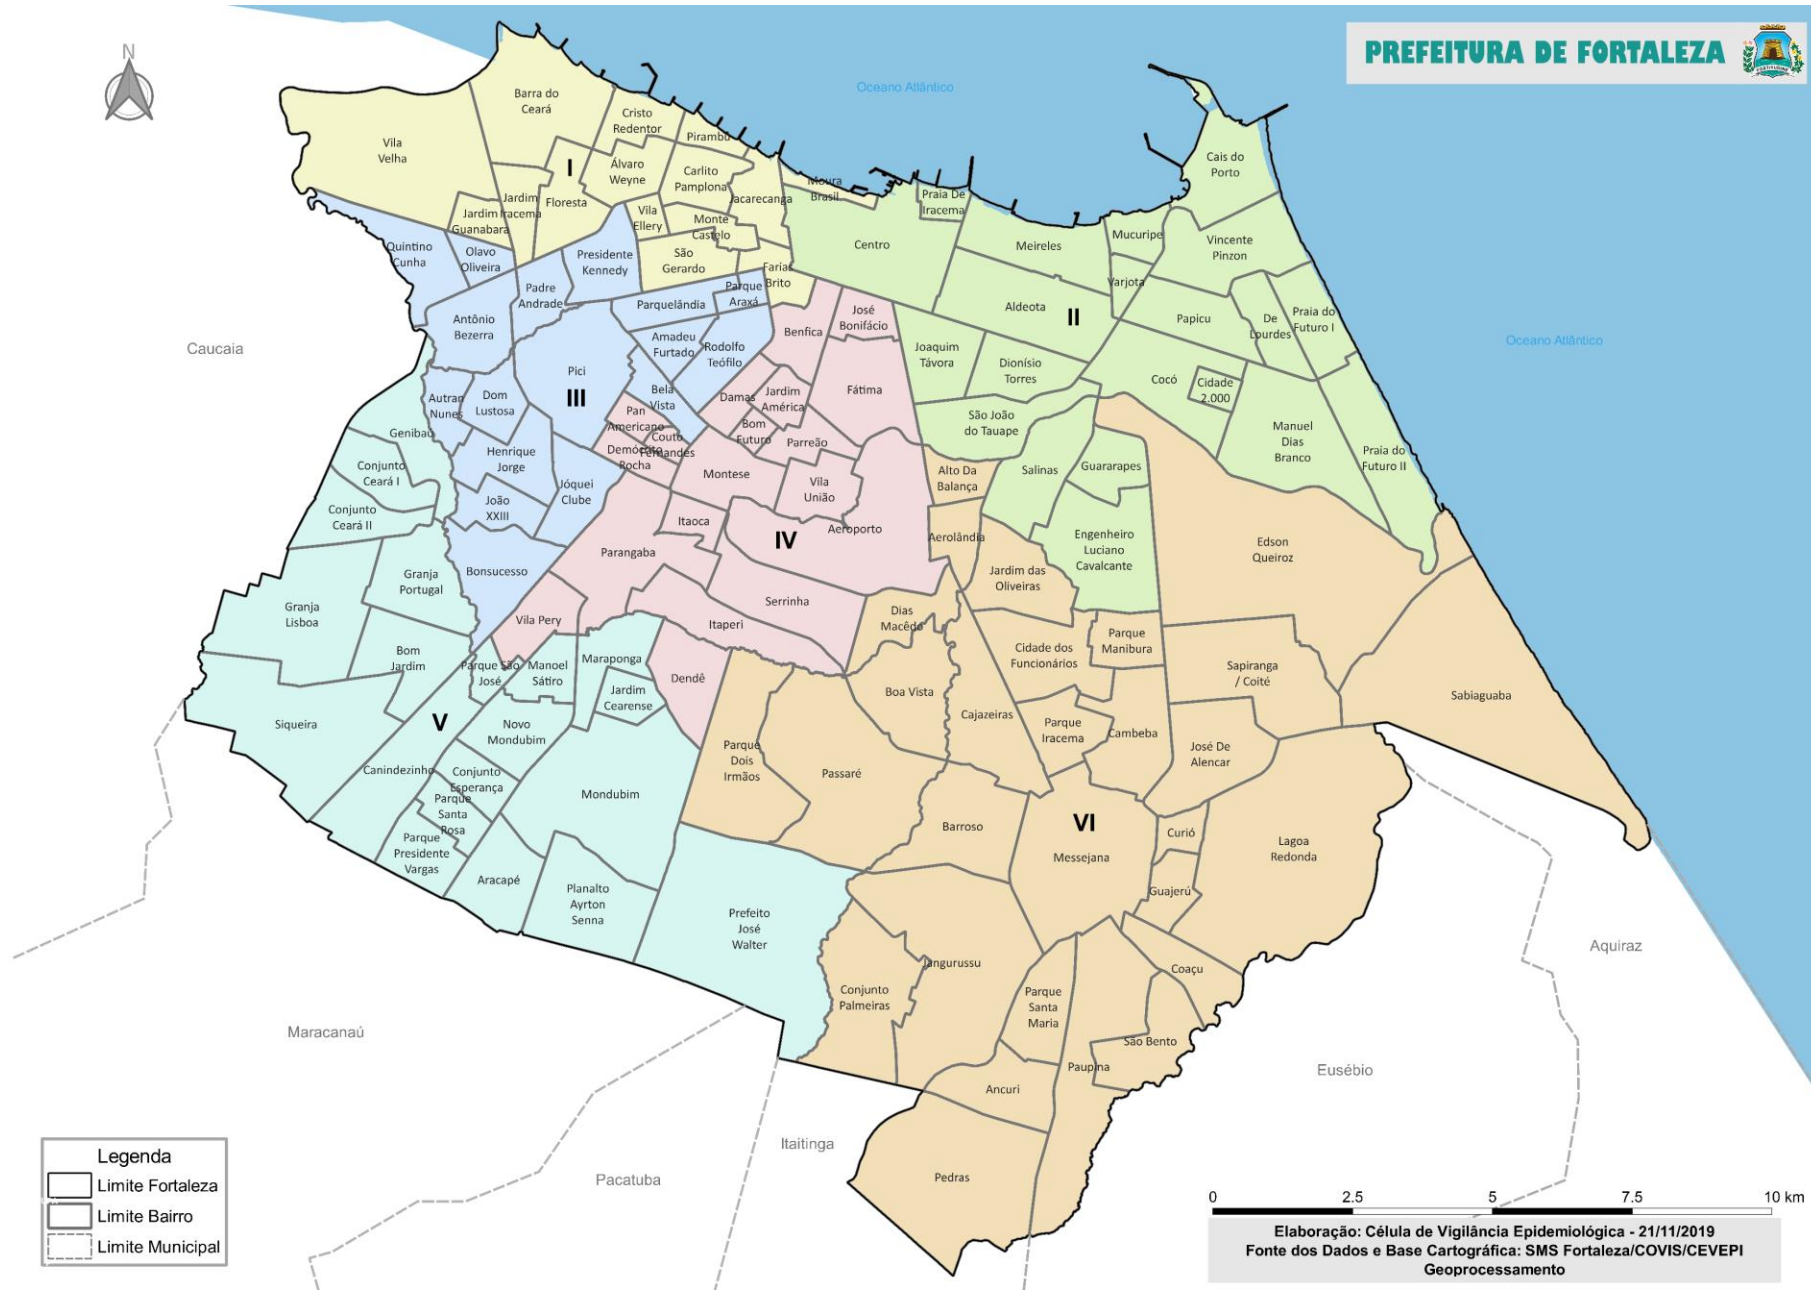 N
PREFEITURA DE FORTALEZA
Oceano Atlântico
Oceano Atlântico
Caucaia
Maracanaú
Pacatuba
Itaitinga
Eusébio
Aquiraz
I
Vila
Velha
Barra do
Ceará
Cristo
Redentor
Pirambú
Álvaro
Weyne
Carlito
Pamplona
Jacarecanga
Moura
Brasil
Jardim
Guanabara
Jardim
Iracema
Floresta
Vila
Ellery
Monte
Castelo
São
Gerardo
Farias
Brito
II
Centro
Praia De
Iracema
Meireles
Mucuripe
Cais do
Porto
Vincente
Pinzon
Varjota
Aldeota
Papicu
De
Lourdes
Praia do
Futuro I
Joaquim
Távora
Dionísio
Torres
Cocó
Cidade
2.000
São João
do Tauape
Manuel
Dias
Branco
Praia do
Futuro II
Salinas
Guararapes
Engenheiro
Luciano
Cavalcante
III
Quintino
Cunha
Olavo
Oliveira
Padre
Andrade
Presidente
Kennedy
Antônio
Bezerra
Parquelândia
Parque
Araxá
Amadeu
Furtado
Rodolfo
Teófilo
Pici
Bela
Vista
Autran
Nunes
Dom
Lustosa
Henrique
Jorge
João
XXIII
Jóquei
Clube
Bonsucesso
IV
Benfica
José
Bonifácio
Fátima
Damas
Jardim
América
Bom
Futuro
Parreão
Pan
Americano
Couto
Fernandes
Demócrito
Rocha
Montese
Vila
União
Aeroporto
Itaoca
Parangaba
Serrinha
Itaperi
Vila Pery
Dendê
V
Genibaú
Conjunto
Ceará I
Conjunto
Ceará II
Granja
Portugal
Granja
Lisboa
Bom
Jardim
Siqueira
Parque São
José
Manoel
Sátiro
Maraponga
Jardim
Cearense
Novo
Mondubim
Canindezinho
Conjunto
Esperança
Parque
Santa
Rosa
Parque
Presidente
Vargas
Mondubim
Aracapé
Planalto
Ayrton
Senna
Prefeito
José
Walter
VI
Alto Da
Balança
Aerolândia
Jardim das
Oliveiras
Edson
Queiroz
Dias
Macêdo
Cidade dos
Funcionários
Parque
Manibura
Sapiranga
/ Coité
Sabiaguaba
Boa Vista
Cajazeiras
Parque
Iracema
Cambeba
José De
Alencar
Parque
Dois
Irmãos
Passaré
Barroso
Messejana
Curió
Lagoa
Redonda
Guajerú
Jangurussu
Conjunto
Palmeiras
Parque
Santa
Maria
Coaçu
São Bento
Paupina
Ancuri
Pedras
Legenda
Limite Fortaleza
Limite Bairro
Limite Municipal
0 2.5 5 7.5 10 km
Elaboração: Célula de Vigilância Epidemiológica - 21/11/2019
Fonte dos Dados e Base Cartográfica: SMS Fortaleza/COVIS/CEVEPI
Geoprocessamento